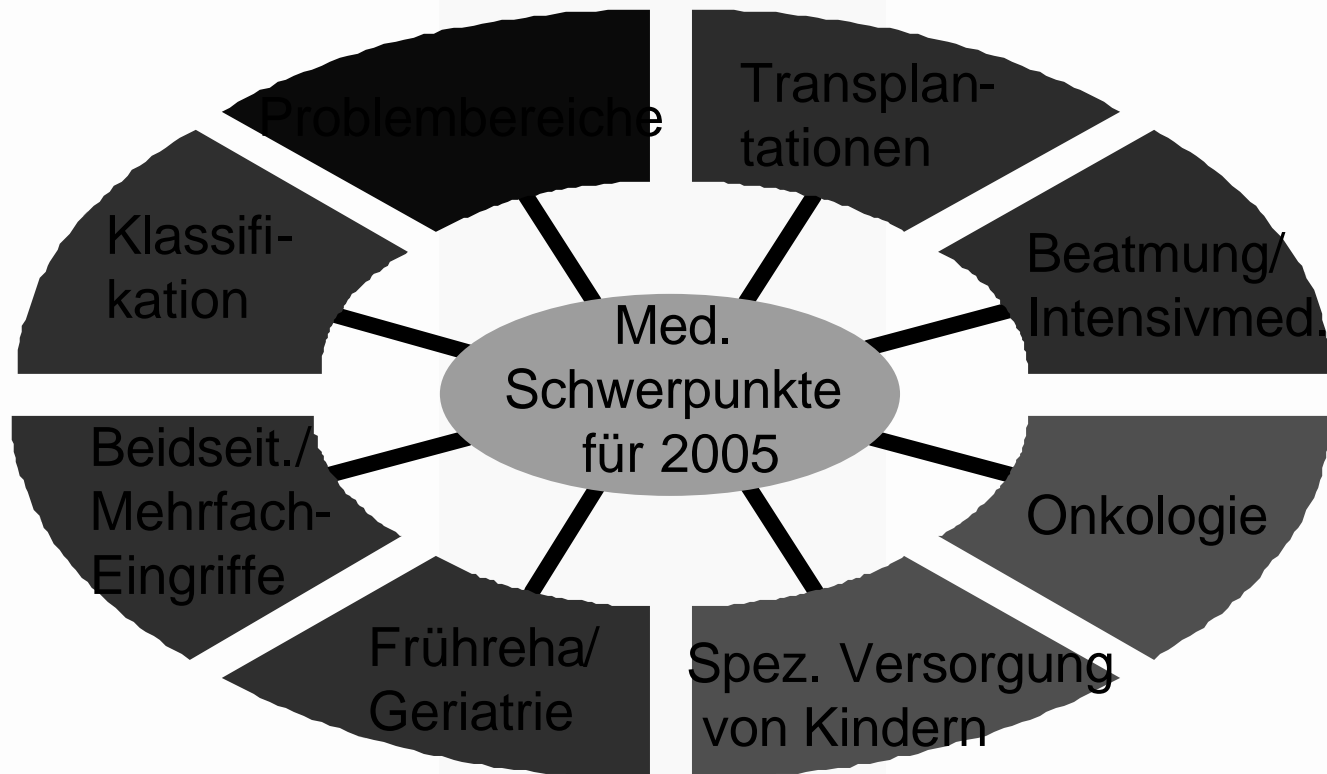 Problembereiche
Transplan-
tationen
Klassifi-
kation
Beatmung/
Intensivmed.
Med.
Schwerpunkte
für 2005
Beidseit./
Mehrfach-
Eingriffe
Onkologie
Frühreha/
Geriatrie
Spez. Versorgung
von Kindern